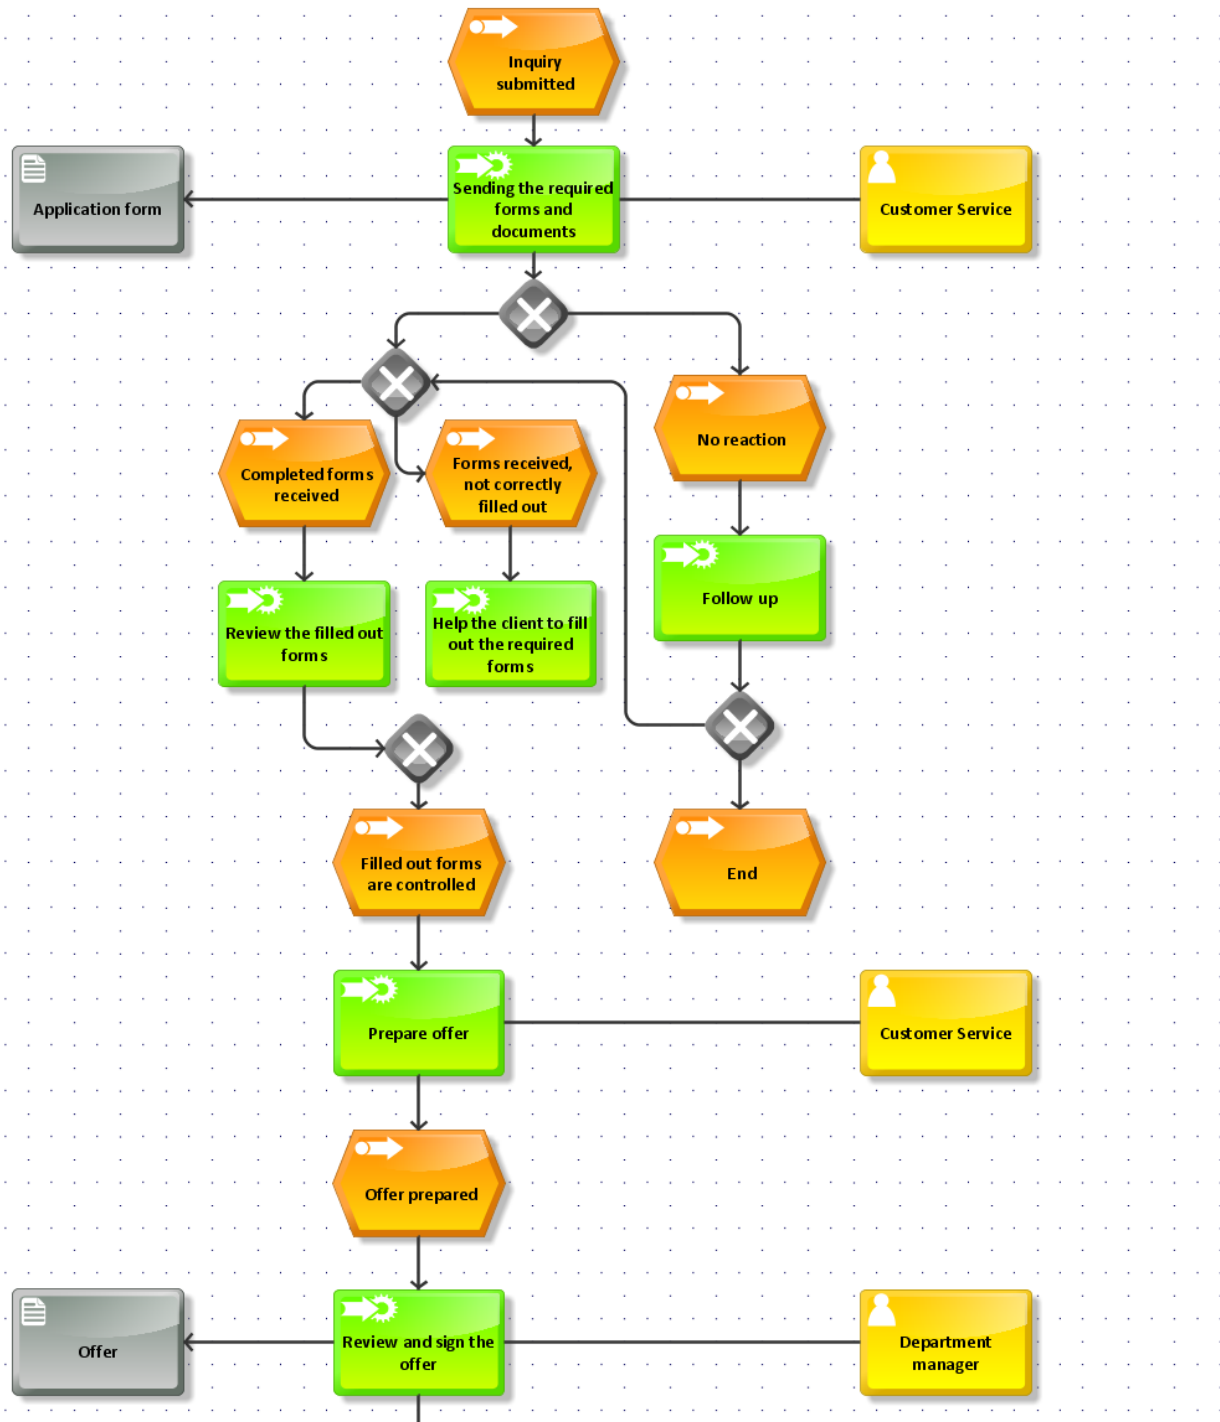 Inquiry
submitted
Application form
Sending the required
forms and
documents
Customer Service
No reaction
Completed forms
received
Forms received,
not correctly
filled out
Follow up
Review the filled out
forms
Help the client to fill
out the required
forms
Filled out forms
are controlled
End
Prepare offer
Customer Service
Offer prepared
Offer
Review and sign the
offer
Department
manager